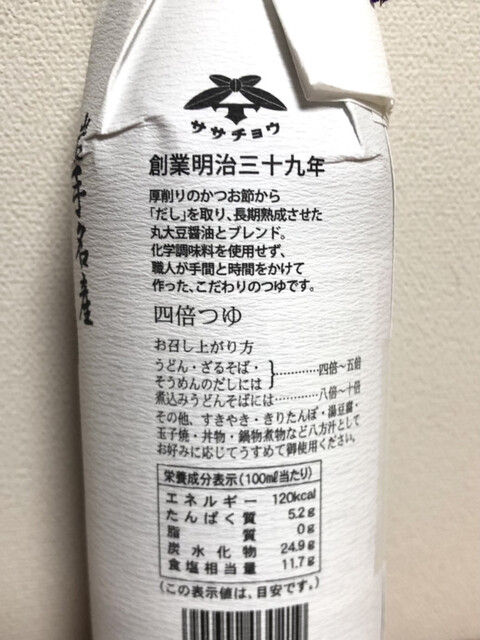 ササチョウ
創業明治三十九年
厚削りのかつお節から
「だし」を取り、長期熟成させた
丸大豆醤油とブレンド。
化学調味料を使用せず、
職人が手間と時間をかけて
作った、こだわりのつゆです。
四倍つゆ
お召し上がり方
うどん・ざるそば・
そうめんのだしには…………四倍〜五倍
煮込みうどんそばには………八倍〜十倍
その他、すきやき・きりたんぽ・湯豆腐・
玉子焼・丼物・鍋物煮物など八方汁として
お好みに応じてうすめて御使用ください。
栄養成分表示(100mℓ当たり)
エネルギー 120kcal
たんぱく質 5.2g
脂質 0g
炭水化物 24.9g
食塩相当量 11.7g
(この表示値は、目安です。)
岩手名産